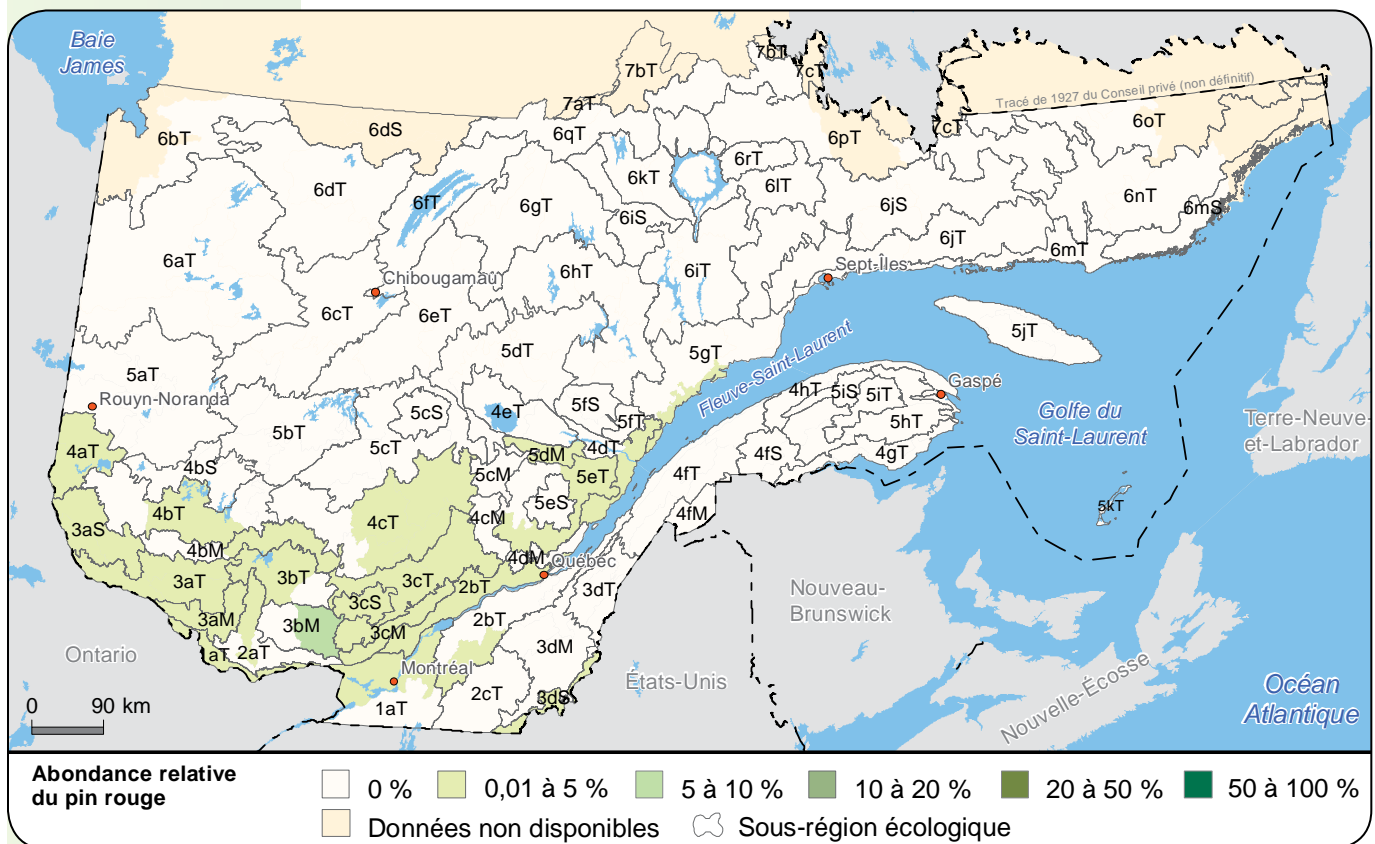 Baie
James
7bT
7bT
7cT
7aT
Tracé de 1927 du Conseil privé (non définitif)
6bT
6dS
6qT
6pT
7cT
6oT
6rT
6dT
6kT
6lT
6fT
6gT
6iS
6jS
6nT
6mS
6jT
6mT
6aT
6hT
6iT
Sept-Îles
Chibougamau
6cT
6eT
5jT
5dT
5gT
5aT
Fleuve-Saint-Laurent
Gaspé
4hT
5iS
5iT
Rouyn-Noranda
5cS
4eT
5fS
5fT
5hT
Golfe du
Saint-Laurent
Terre-Neuve-
et-Labrador
5bT
5cT
4aT
4bS
5dM
4dT
4fS
4gT
5cM
5eT
4fT
5kT
5eS
4bT
4cT
4cM
4fM
3aS
4bM
4dM
Québec
3aT
3bT
3cT
2bT
3dT
Nouveau-
Brunswick
3cS
3aM
3bM
3cM
2bT
Ontario
1aT
2aT
3dM
Montréal
États-Unis
2cT
3dS
1aT
Nouvelle-Écosse
Océan
Atlantique
0 90 km
Abondance relative
du pin rouge
0 % 0,01 à 5 % 5 à 10 % 10 à 20 % 20 à 50 % 50 à 100 %
Données non disponibles Sous-région écologique